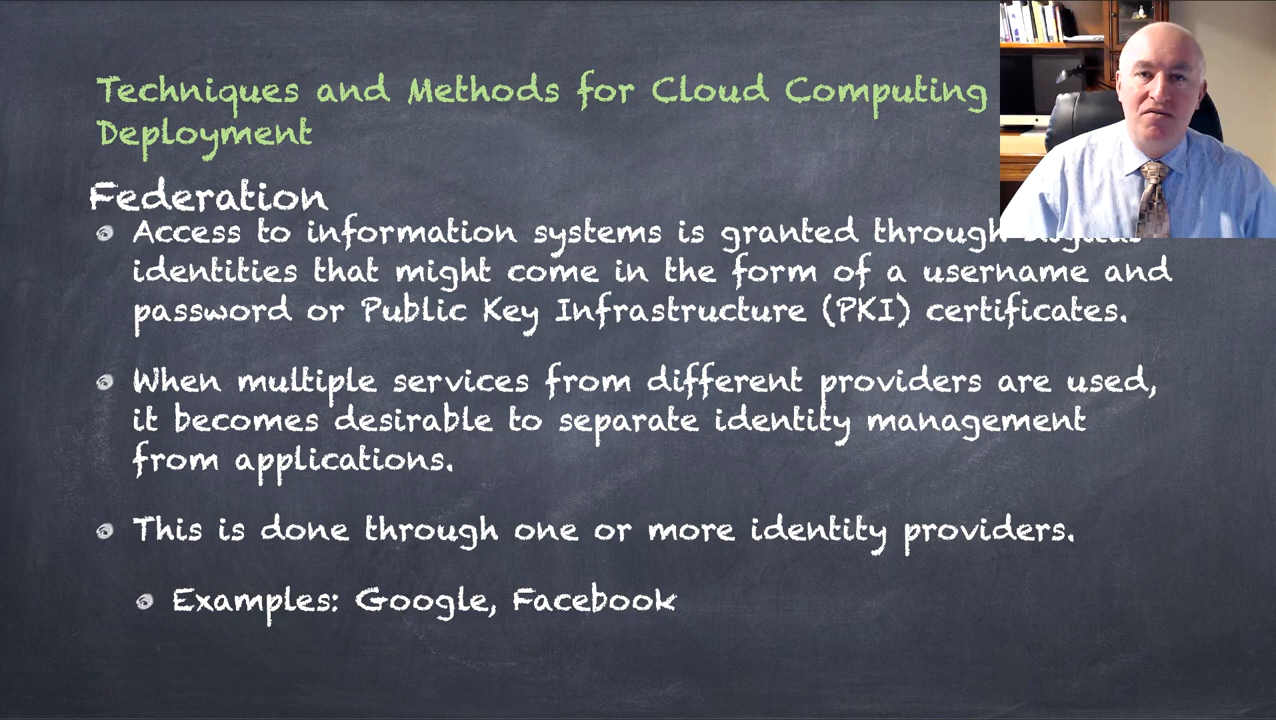 Techniques and Methods for Cloud Computing
Deployment
Federation
Access to information systems is granted through
identities that might come in the form of a username and
password or Public Key Infrastructure (PKI) certificates.
When multiple services from different providers are used,
it becomes desirable to separate identity management
from applications.
This is done through one or more identity providers.
Examples: Google, Facebook